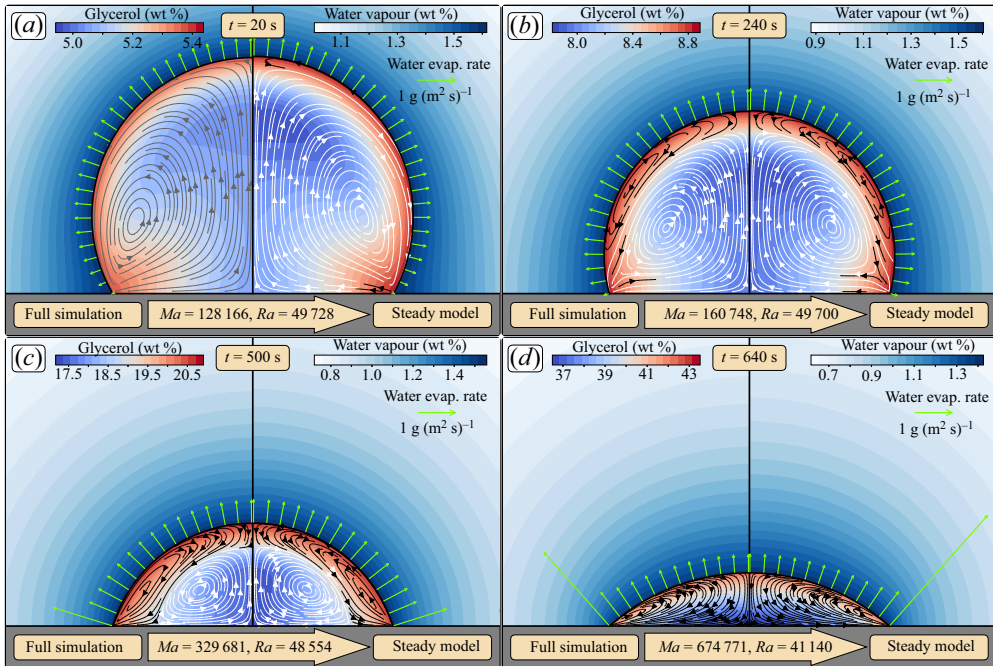 (a)
Glycerol (wt %)
5.0 5.2 5.4
t = 20 s
Water vapour (wt %)
1.1 1.3 1.5
Water evap. rate
1 g (m² s)⁻¹
Full simulation
Ma = 128 166, Ra = 49 728
Steady model
(b)
Glycerol (wt %)
8.0 8.4 8.8
t = 240 s
Water vapour (wt %)
0.9 1.1 1.3 1.5
Water evap. rate
1 g (m² s)⁻¹
Full simulation
Ma = 160 748, Ra = 49 700
Steady model
(c)
Glycerol (wt %)
17.5 18.5 19.5 20.5
t = 500 s
Water vapour (wt %)
0.8 1.0 1.2 1.4
Water evap. rate
1 g (m² s)⁻¹
Full simulation
Ma = 329 681, Ra = 48 554
Steady model
(d)
Glycerol (wt %)
37 39 41 43
t = 640 s
Water vapour (wt %)
0.7 0.9 1.1 1.3
Water evap. rate
1 g (m² s)⁻¹
Full simulation
Ma = 674 771, Ra = 41 140
Steady model